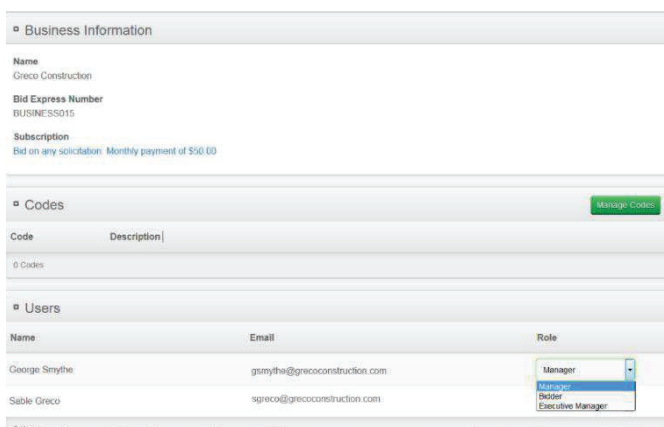 Business Information
Name
Greco Construction
Bid Express Number
BUSINESS015
Subscription
Bid on any solicitation: Monthly payment of $50.00
Codes
Manage Codes
Code Description
0 Codes
Users
Name Email Role
George Smythe gsmythe@grecoconstruction.com Manager
Manager
Bidder
Sable Greco sgreco@grecoconstruction.com
Executive Manager